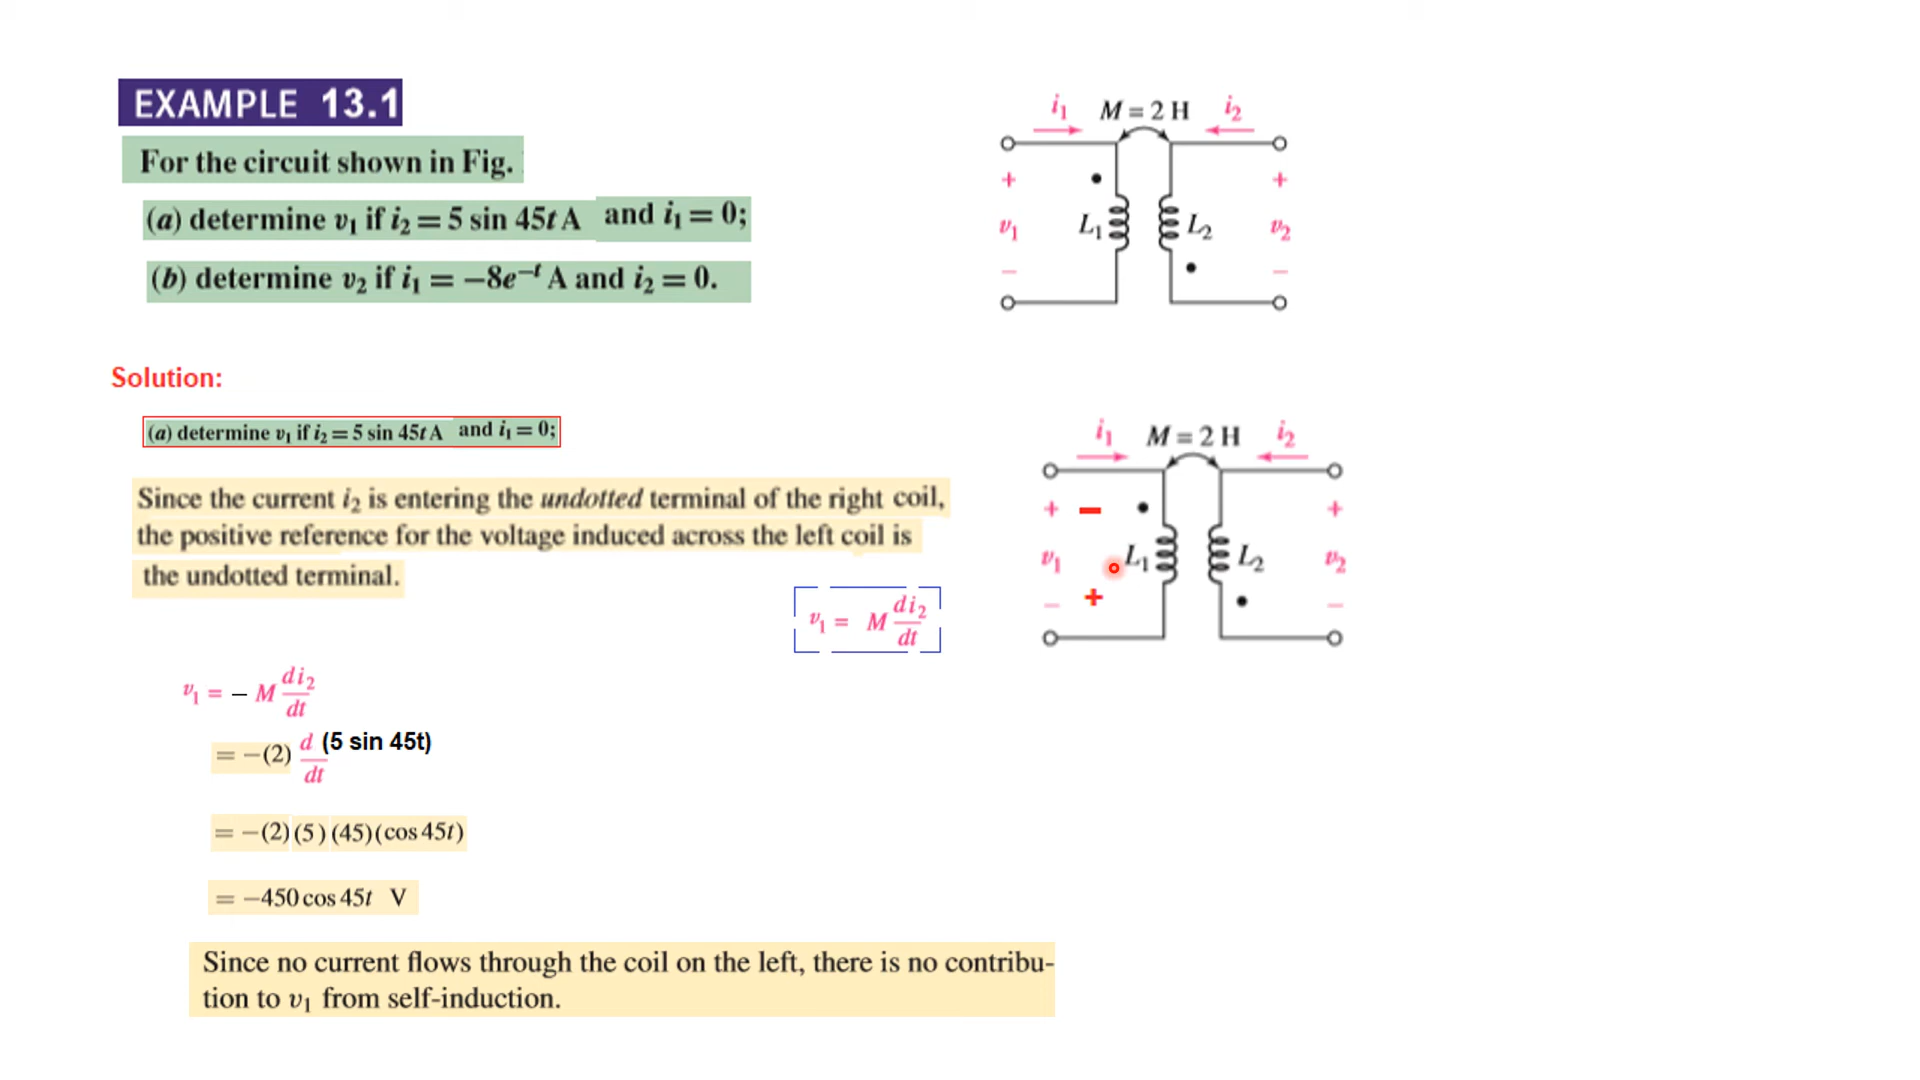 EXAMPLE 13.1
For the circuit shown in Fig.
(a) determine v₁ if i₂ = 5 sin 45t A and i₁ = 0;
(b) determine v₂ if i₁ = −8e⁻ᵗ A and i₂ = 0.
i₁ M = 2 H i₂
+ +
v₁ L₁ L₂ v₂
− −
Solution:
(a) determine v₁ if i₂ = 5 sin 45t A and i₁ = 0;
Since the current i₂ is entering the undotted terminal of the right coil,
the positive reference for the voltage induced across the left coil is
the undotted terminal.
v₁ = M di₂/dt
i₁ M = 2 H i₂
+ − +
v₁ L₁ L₂ v₂
− + −
v₁ = − M di₂/dt
= −(2) d/dt (5 sin 45t)
= −(2)(5)(45)(cos 45t)
= −450 cos 45t V
Since no current flows through the coil on the left, there is no contribu-
tion to v₁ from self-induction.